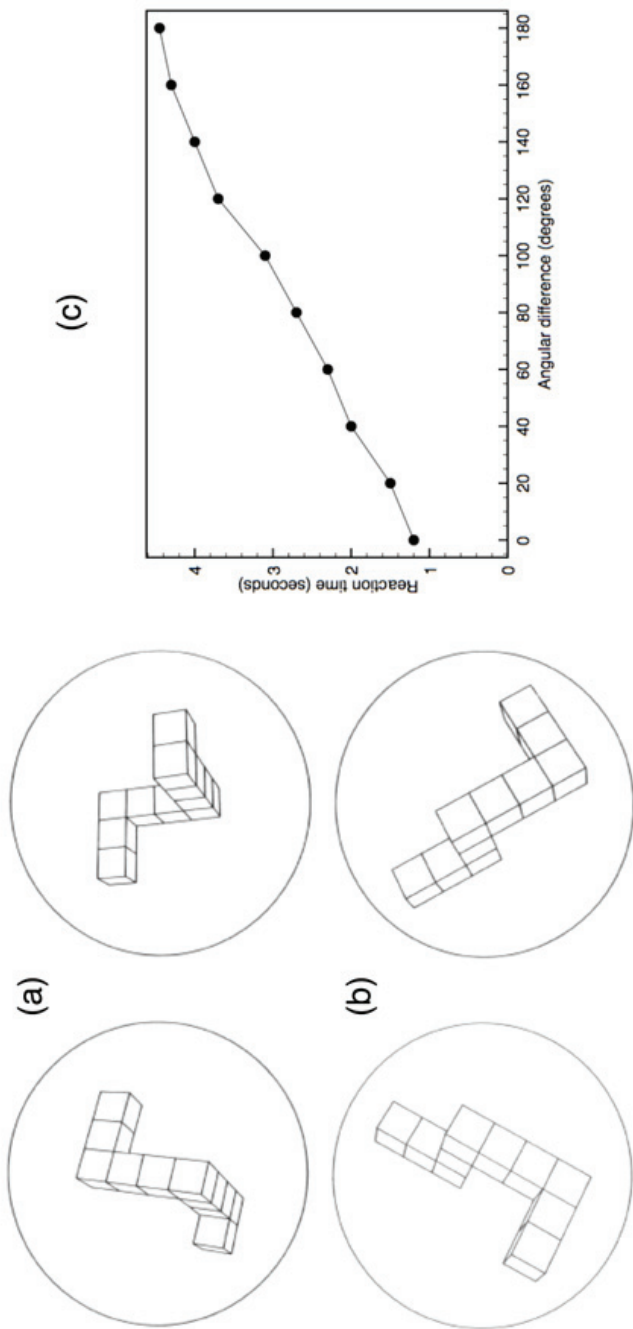 (a)
(b)
(c)
Reaction time (seconds)
4
3
2
1
0
0 20 40 60 80 100 120 140 160 180
Angular difference (degrees)